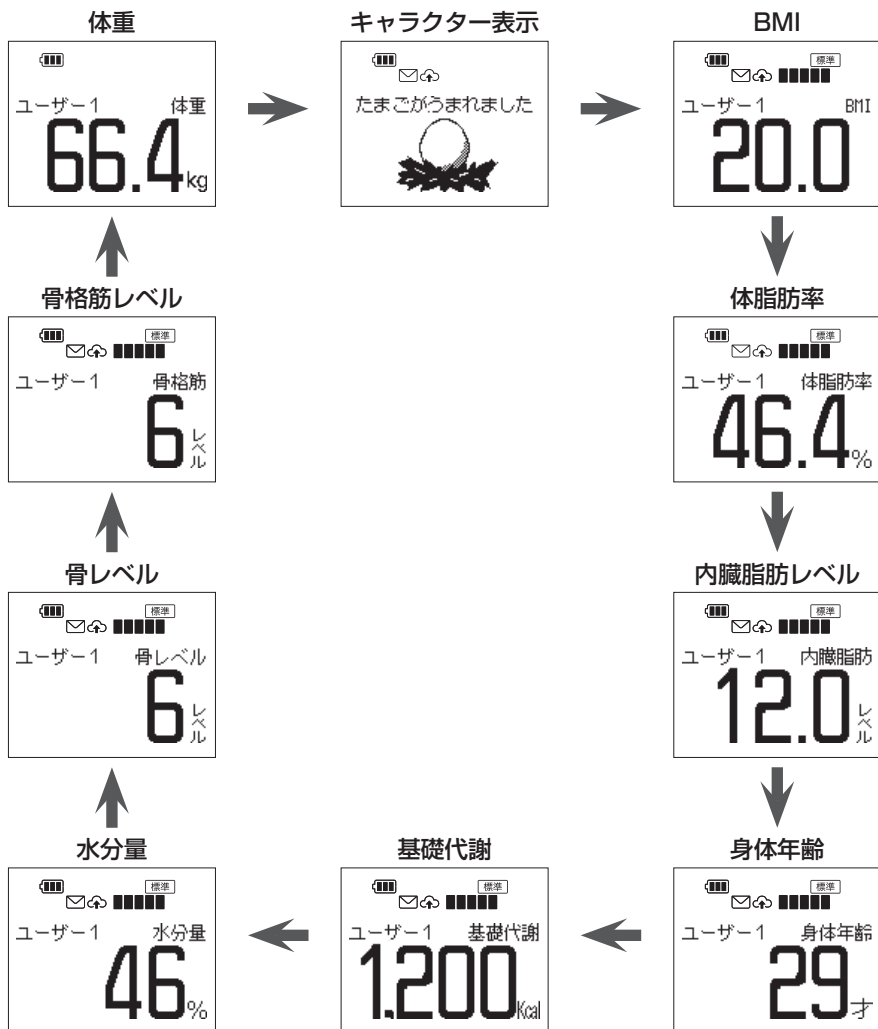 体重
ユーザー1 体重
66.4kg
キャラクター表示
たまごがうまれました
BMI
標準
ユーザー1 BMI
20.0
体脂肪率
標準
ユーザー1 体脂肪率
46.4%
内臓脂肪レベル
標準
ユーザー1 内臓脂肪
12.0レベル
身体年齢
標準
ユーザー1 身体年齢
29才
基礎代謝
標準
ユーザー1 基礎代謝
1,200Kcal
水分量
標準
ユーザー1 水分量
46%
骨レベル
標準
ユーザー1 骨レベル
6レベル
骨格筋レベル
標準
ユーザー1 骨格筋
6レベル